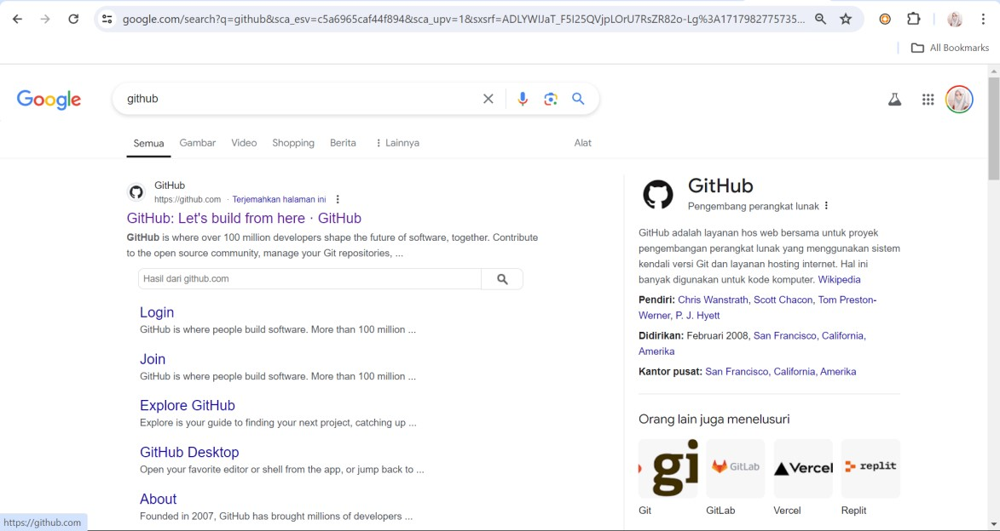 google.com/search?q=github&sca_esv=c5a6965caf44f894&sca_upv=1&sxsrf=ADLYWIJaT_F5I25QVjpLOrU7RsZR82o-Lg%3A1717982775735...
All Bookmarks
Google
github
Semua
Gambar
Video
Shopping
Berita
Lainnya
Alat
GitHub
https://github.com · Terjemahkan halaman ini
GitHub: Let's build from here · GitHub
GitHub is where over 100 million developers shape the future of software, together. Contribute
to the open source community, manage your Git repositories, ...
Hasil dari github.com
Login
GitHub is where people build software. More than 100 million ...
Join
GitHub is where people build software. More than 100 million ...
Explore GitHub
Explore is your guide to finding your next project, catching up ...
GitHub Desktop
Open your favorite editor or shell from the app, or jump back to ...
About
Founded in 2007, GitHub has brought millions of developers ...
https://github.com
GitHub
Pengembang perangkat lunak
GitHub adalah layanan hos web bersama untuk proyek
pengembangan perangkat lunak yang menggunakan sistem
kendali versi Git dan layanan hosting internet. Hal ini
banyak digunakan untuk kode komputer. Wikipedia
Pendiri: Chris Wanstrath, Scott Chacon, Tom Preston-
Werner, P. J. Hyett
Didirikan: Februari 2008, San Francisco, California,
Amerika
Kantor pusat: San Francisco, California, Amerika
Orang lain juga menelusuri
gi
GitLab
Vercel
replit
Git
GitLab
Vercel
Replit